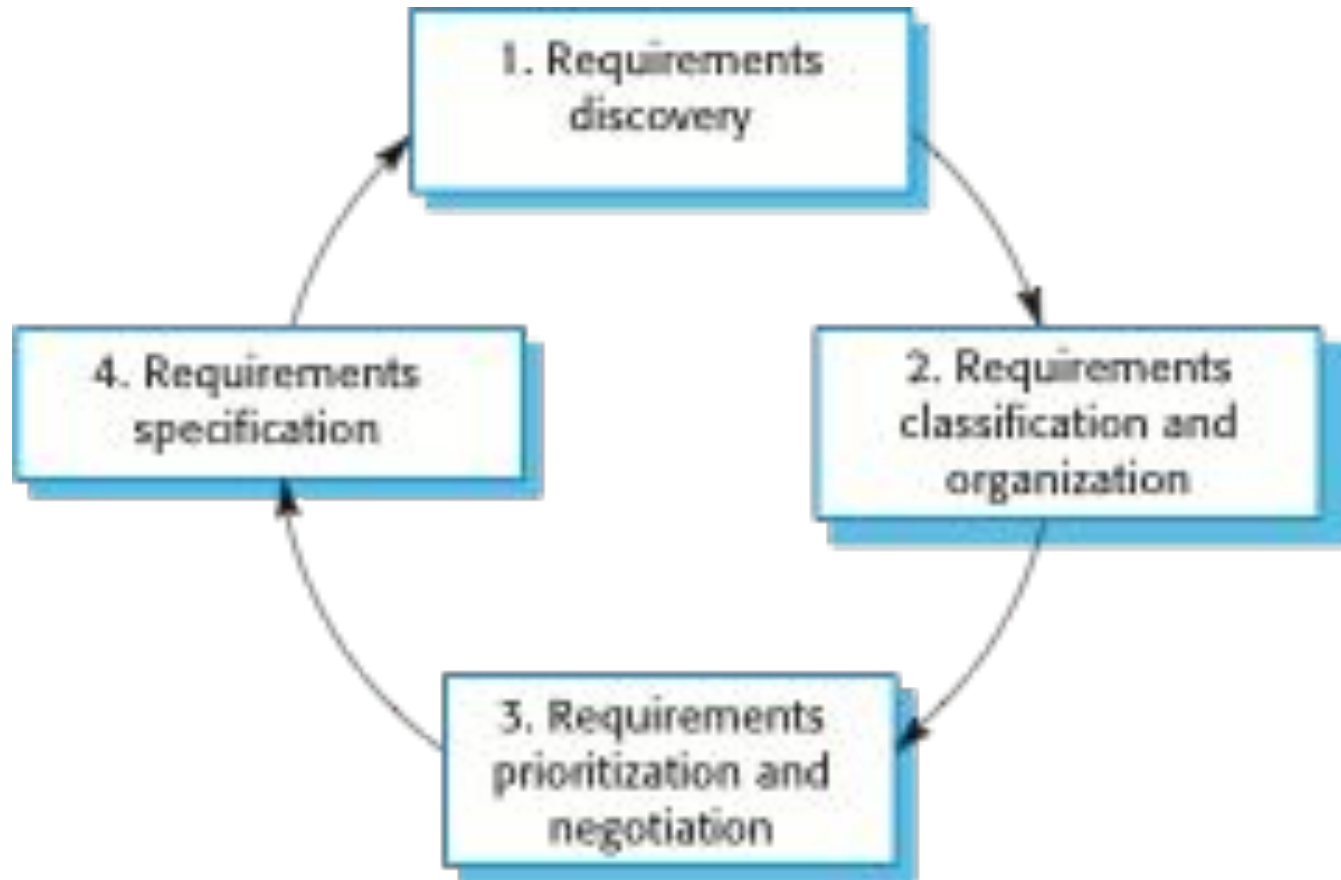 1. Requirements
discovery
2. Requirements
classification and
organization
3. Requirements
prioritization and
negotiation
4. Requirements
specification